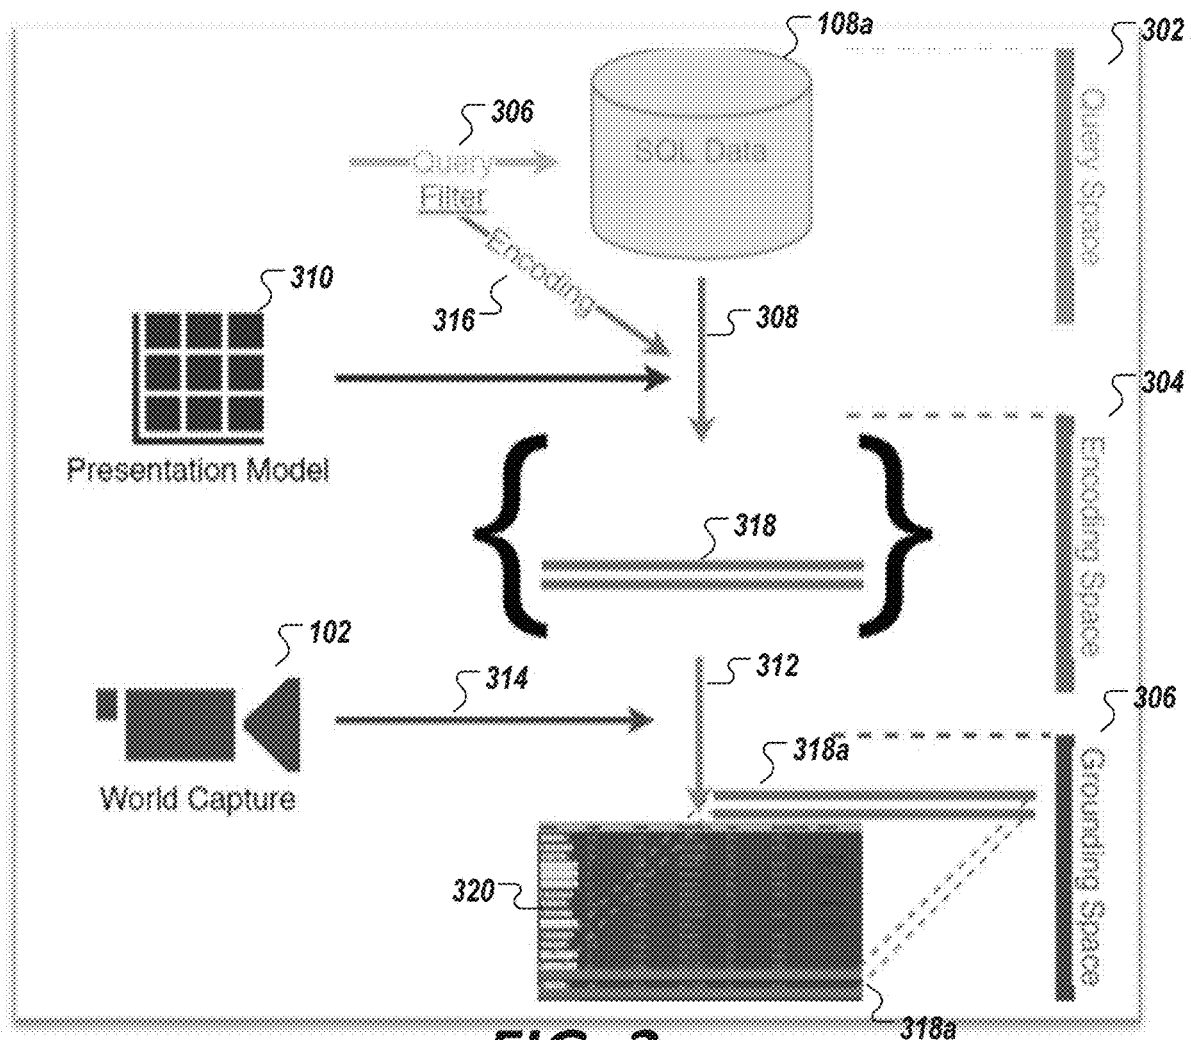 108a
302
306
Query
Filter
SQL Data
Query Space
Encoding
310
316
308
304
Presentation Model
Encoding Space
318
102
312
314
306
318a
World Capture
Grounding Space
320
318a